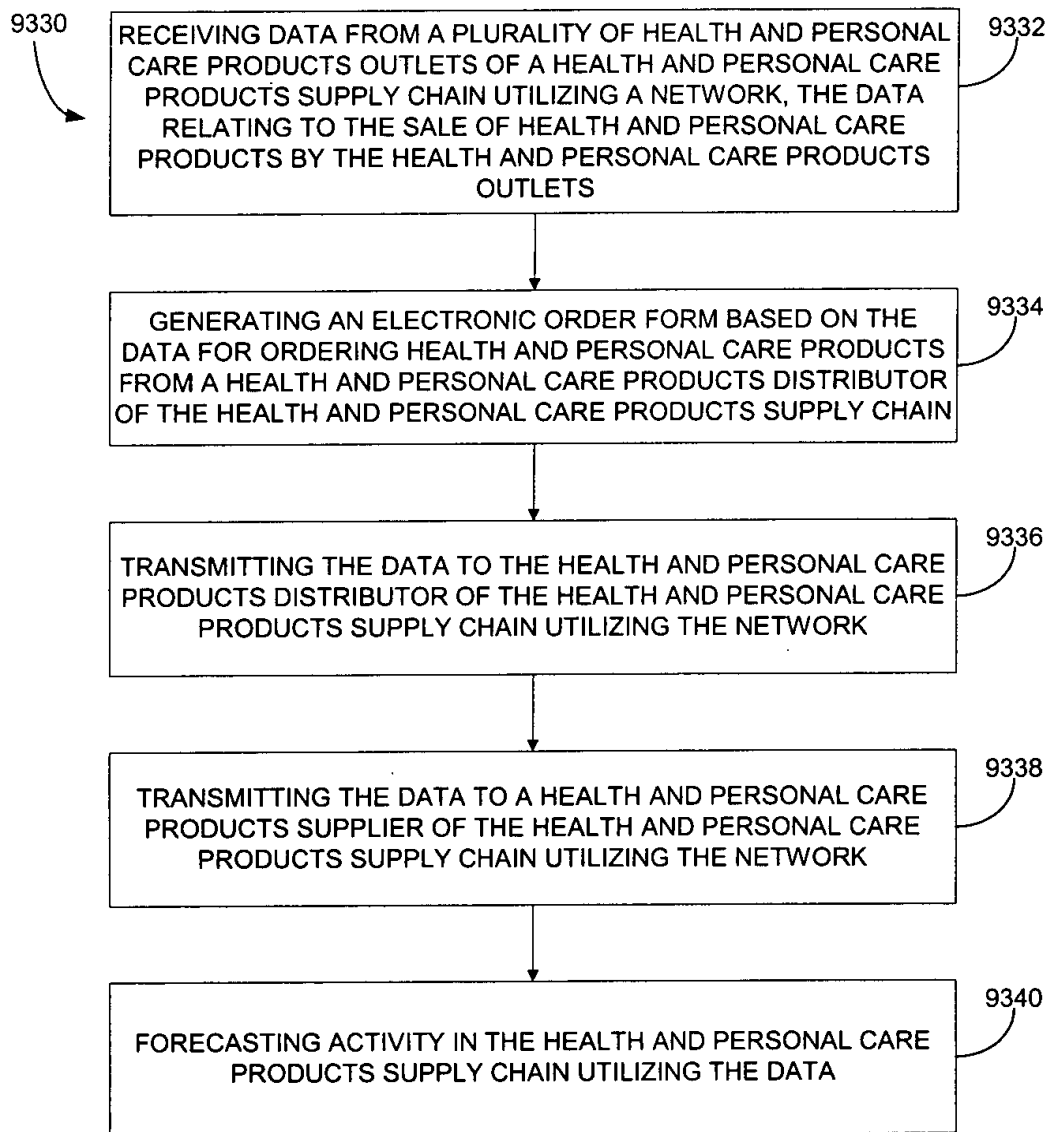 9330
RECEIVING DATA FROM A PLURALITY OF HEALTH AND PERSONAL
CARE PRODUCTS OUTLETS OF A HEALTH AND PERSONAL CARE
PRODUCTS SUPPLY CHAIN UTILIZING A NETWORK, THE DATA
RELATING TO THE SALE OF HEALTH AND PERSONAL CARE
PRODUCTS BY THE HEALTH AND PERSONAL CARE PRODUCTS
OUTLETS
9332
GENERATING AN ELECTRONIC ORDER FORM BASED ON THE
DATA FOR ORDERING HEALTH AND PERSONAL CARE PRODUCTS
FROM A HEALTH AND PERSONAL CARE PRODUCTS DISTRIBUTOR
OF THE HEALTH AND PERSONAL CARE PRODUCTS SUPPLY CHAIN
9334
TRANSMITTING THE DATA TO THE HEALTH AND PERSONAL CARE
PRODUCTS DISTRIBUTOR OF THE HEALTH AND PERSONAL CARE
PRODUCTS SUPPLY CHAIN UTILIZING THE NETWORK
9336
TRANSMITTING THE DATA TO A HEALTH AND PERSONAL CARE
PRODUCTS SUPPLIER OF THE HEALTH AND PERSONAL CARE
PRODUCTS SUPPLY CHAIN UTILIZING THE NETWORK
9338
FORECASTING ACTIVITY IN THE HEALTH AND PERSONAL CARE
PRODUCTS SUPPLY CHAIN UTILIZING THE DATA
9340